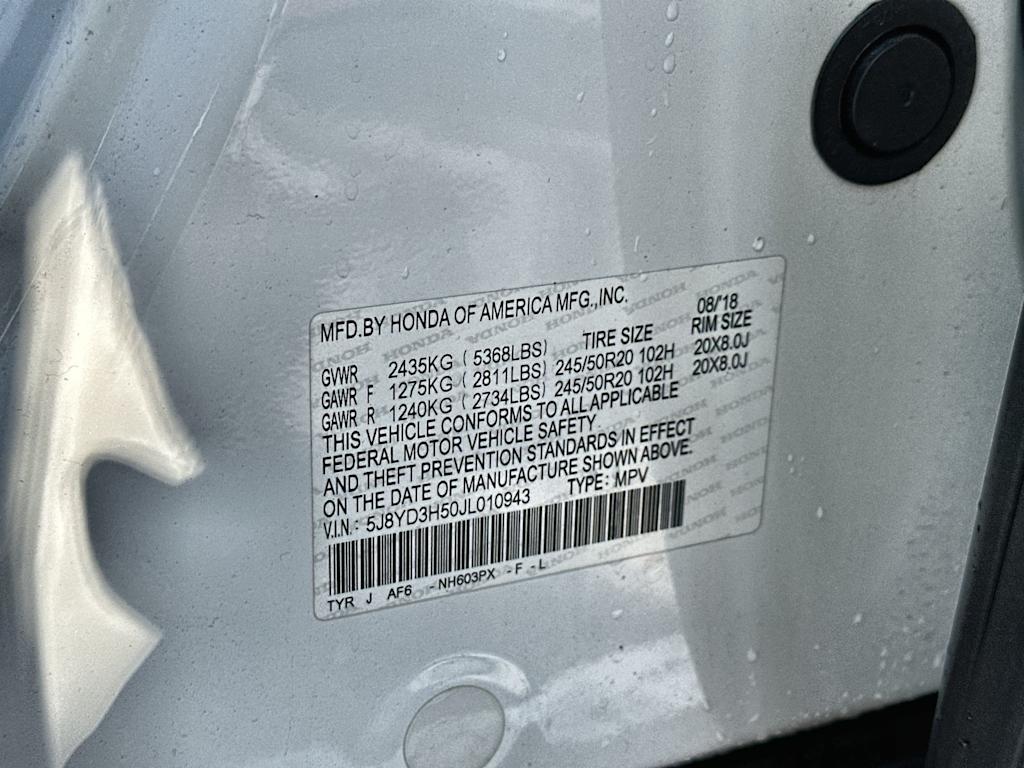 MFD.BY HONDA OF AMERICA MFG.,INC. 08/'18
TIRE SIZE RIM SIZE
GVWR 2435KG ( 5368LBS)
GAWR F 1275KG ( 2811LBS) 245/50R20 102H 20X8.0J
GAWR R 1240KG ( 2734LBS) 245/50R20 102H 20X8.0J
THIS VEHICLE CONFORMS TO ALL APPLICABLE
FEDERAL MOTOR VEHICLE SAFETY
AND THEFT PREVENTION STANDARDS IN EFFECT
ON THE DATE OF MANUFACTURE SHOWN ABOVE.
V.I.N.: 5J8YD3H50JL010943 TYPE: MPV
TYR J AF6 -NH603PX -F -L